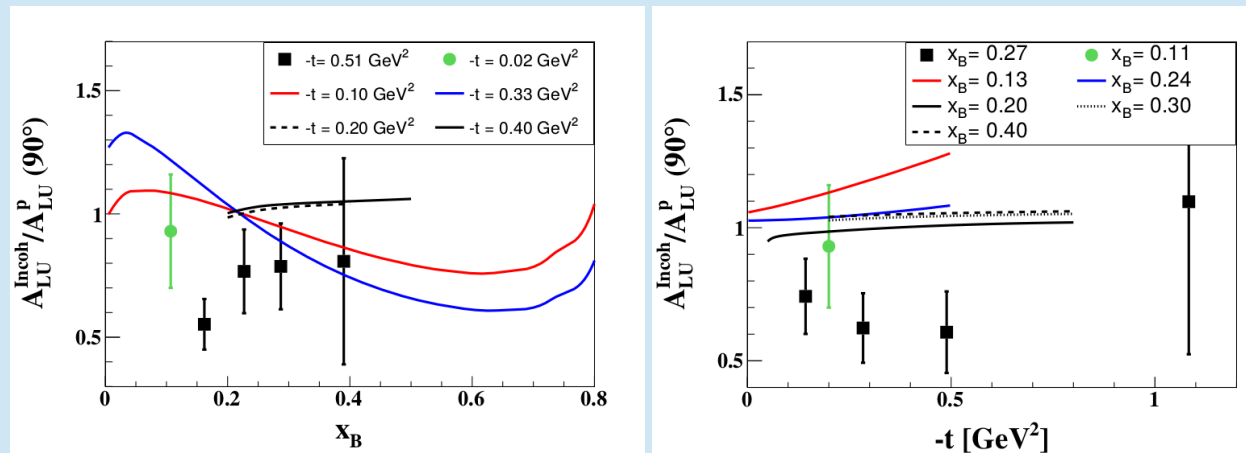 A_LU^Incoh/A_LU^p (90°)
1.5
1
0.5
-t= 0.51 GeV²
-t= 0.02 GeV²
-t = 0.10 GeV²
-t = 0.33 GeV²
-t = 0.20 GeV²
-t = 0.40 GeV²
0
0.2
0.4
0.6
0.8
x_B
A_LU^Incoh/A_LU^p (90°)
1.5
1
0.5
x_B = 0.27
x_B = 0.11
x_B = 0.13
x_B = 0.24
x_B = 0.20
x_B = 0.30
x_B = 0.40
0
0.5
1
-t [GeV²]